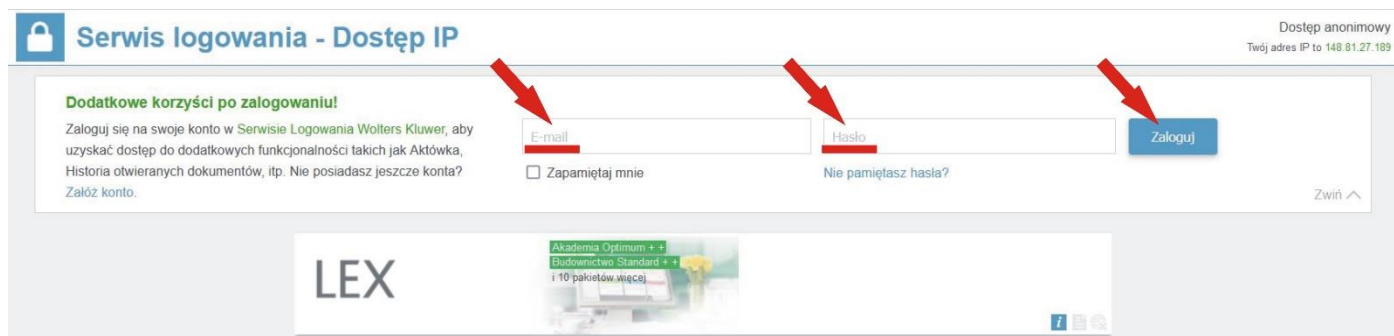 Serwis logowania - Dostęp IP
Dostęp anonimowy
Twój adres IP to 148.81.27.189
Dodatkowe korzyści po zalogowaniu!
Zaloguj się na swoje konto w Serwisie Logowania Wolters Kluwer, aby
uzyskać dostęp do dodatkowych funkcjonalności takich jak Aktówka,
Historia otwieranych dokumentów, itp. Nie posiadasz jeszcze konta?
Załóż konto.
E-mail
Hasło
Zaloguj
Zapamiętaj mnie
Nie pamiętasz hasła?
Zwiń
LEX
Akademia Optimum + +
Budownictwo Standard + +
i 10 pakietów więcej
i